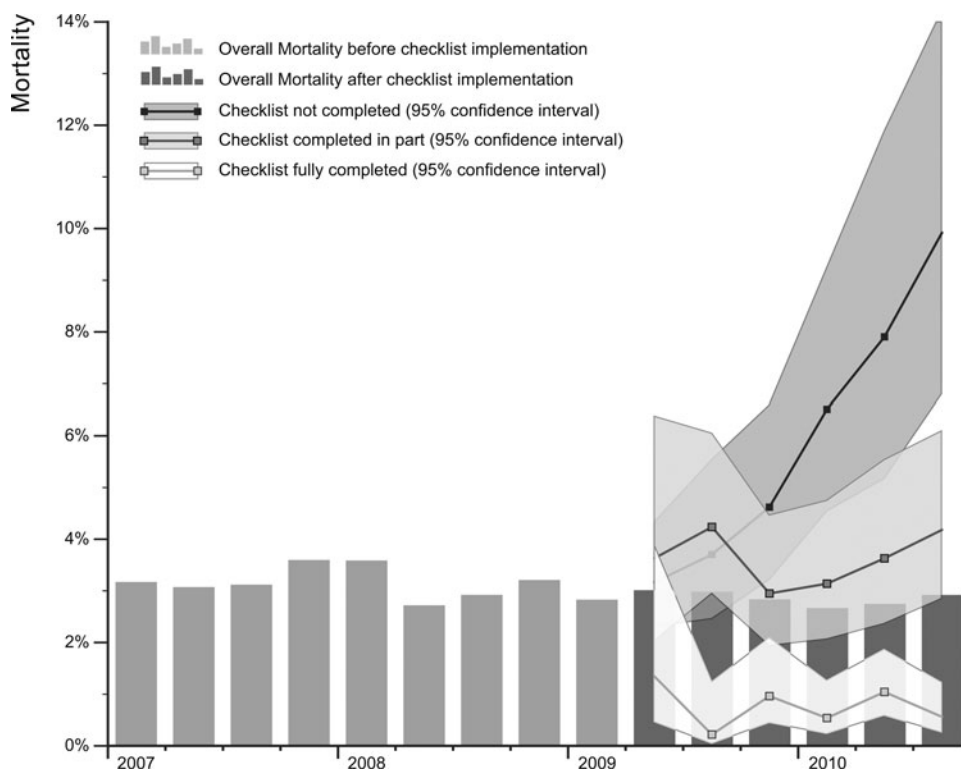 Mortality
14%
12%
10%
8%
6%
4%
2%
0%
Overall Mortality before checklist implementation
Overall Mortality after checklist implementation
Checklist not completed (95% confidence interval)
Checklist completed in part (95% confidence interval)
Checklist fully completed (95% confidence interval)
2007
2008
2009
2010